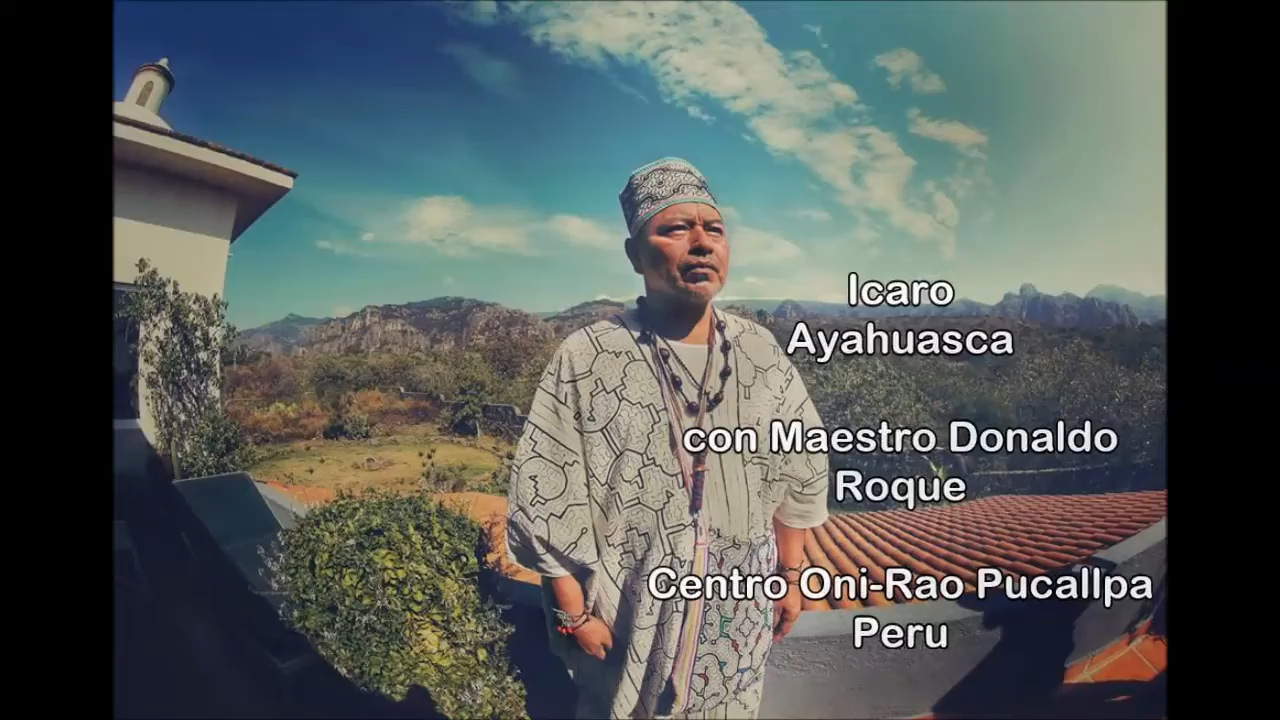 Icaro
Ayahuasca
con Maestro Donaldo
Roque
Centro Oni-Rao Pucallpa
Peru